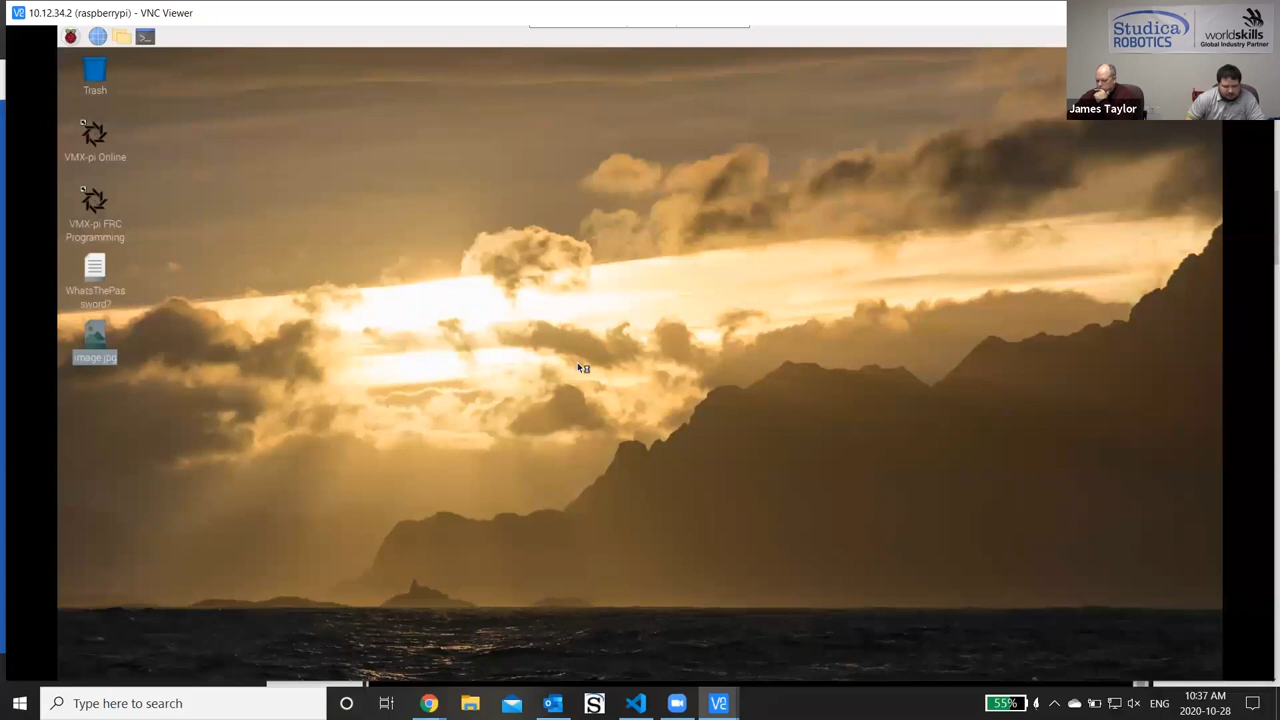 10.12.34.2 (raspberrypi) - VNC Viewer
Studica
ROBOTICS
worldskills
Global Industry Partner
James Taylor
Trash
VMX-pi Online
VMX-pi FRC
Programming
WhatsThePas
sword?
image.jpg
Type here to search
55%
ENG
10:37 AM
2020-10-28